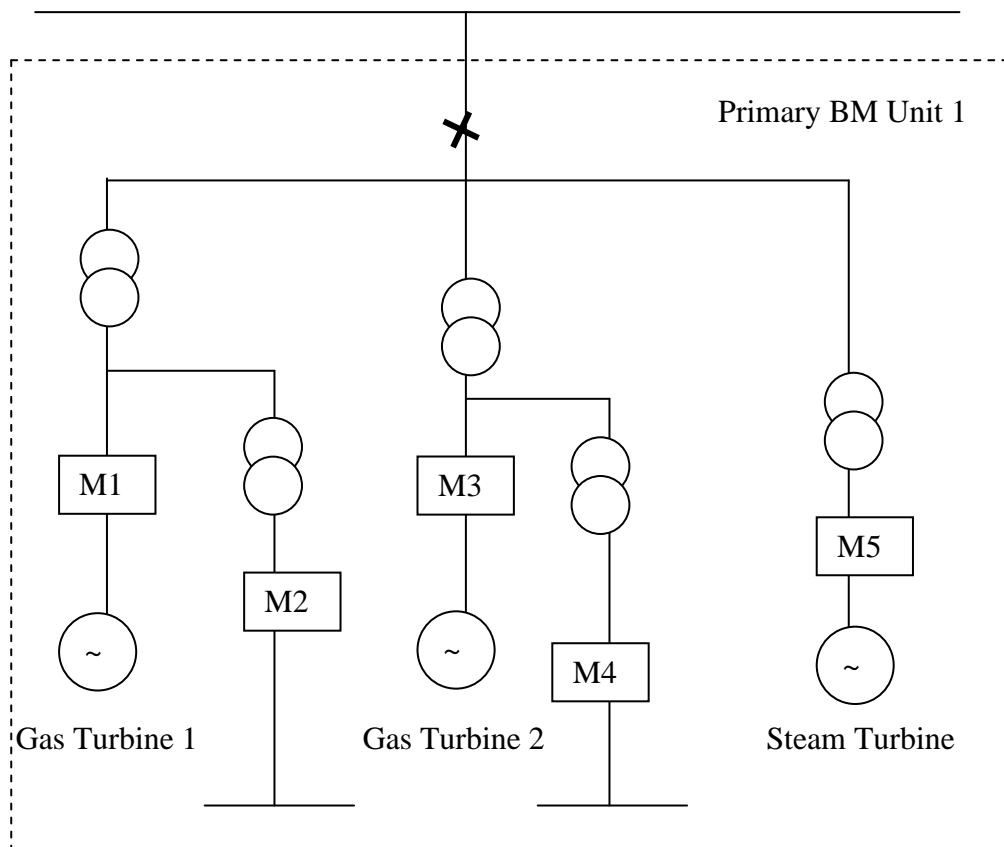 Primary BM Unit 1
M1
M3
M5
M2
M4
~
~
~
Gas Turbine 1
Gas Turbine 2
Steam Turbine